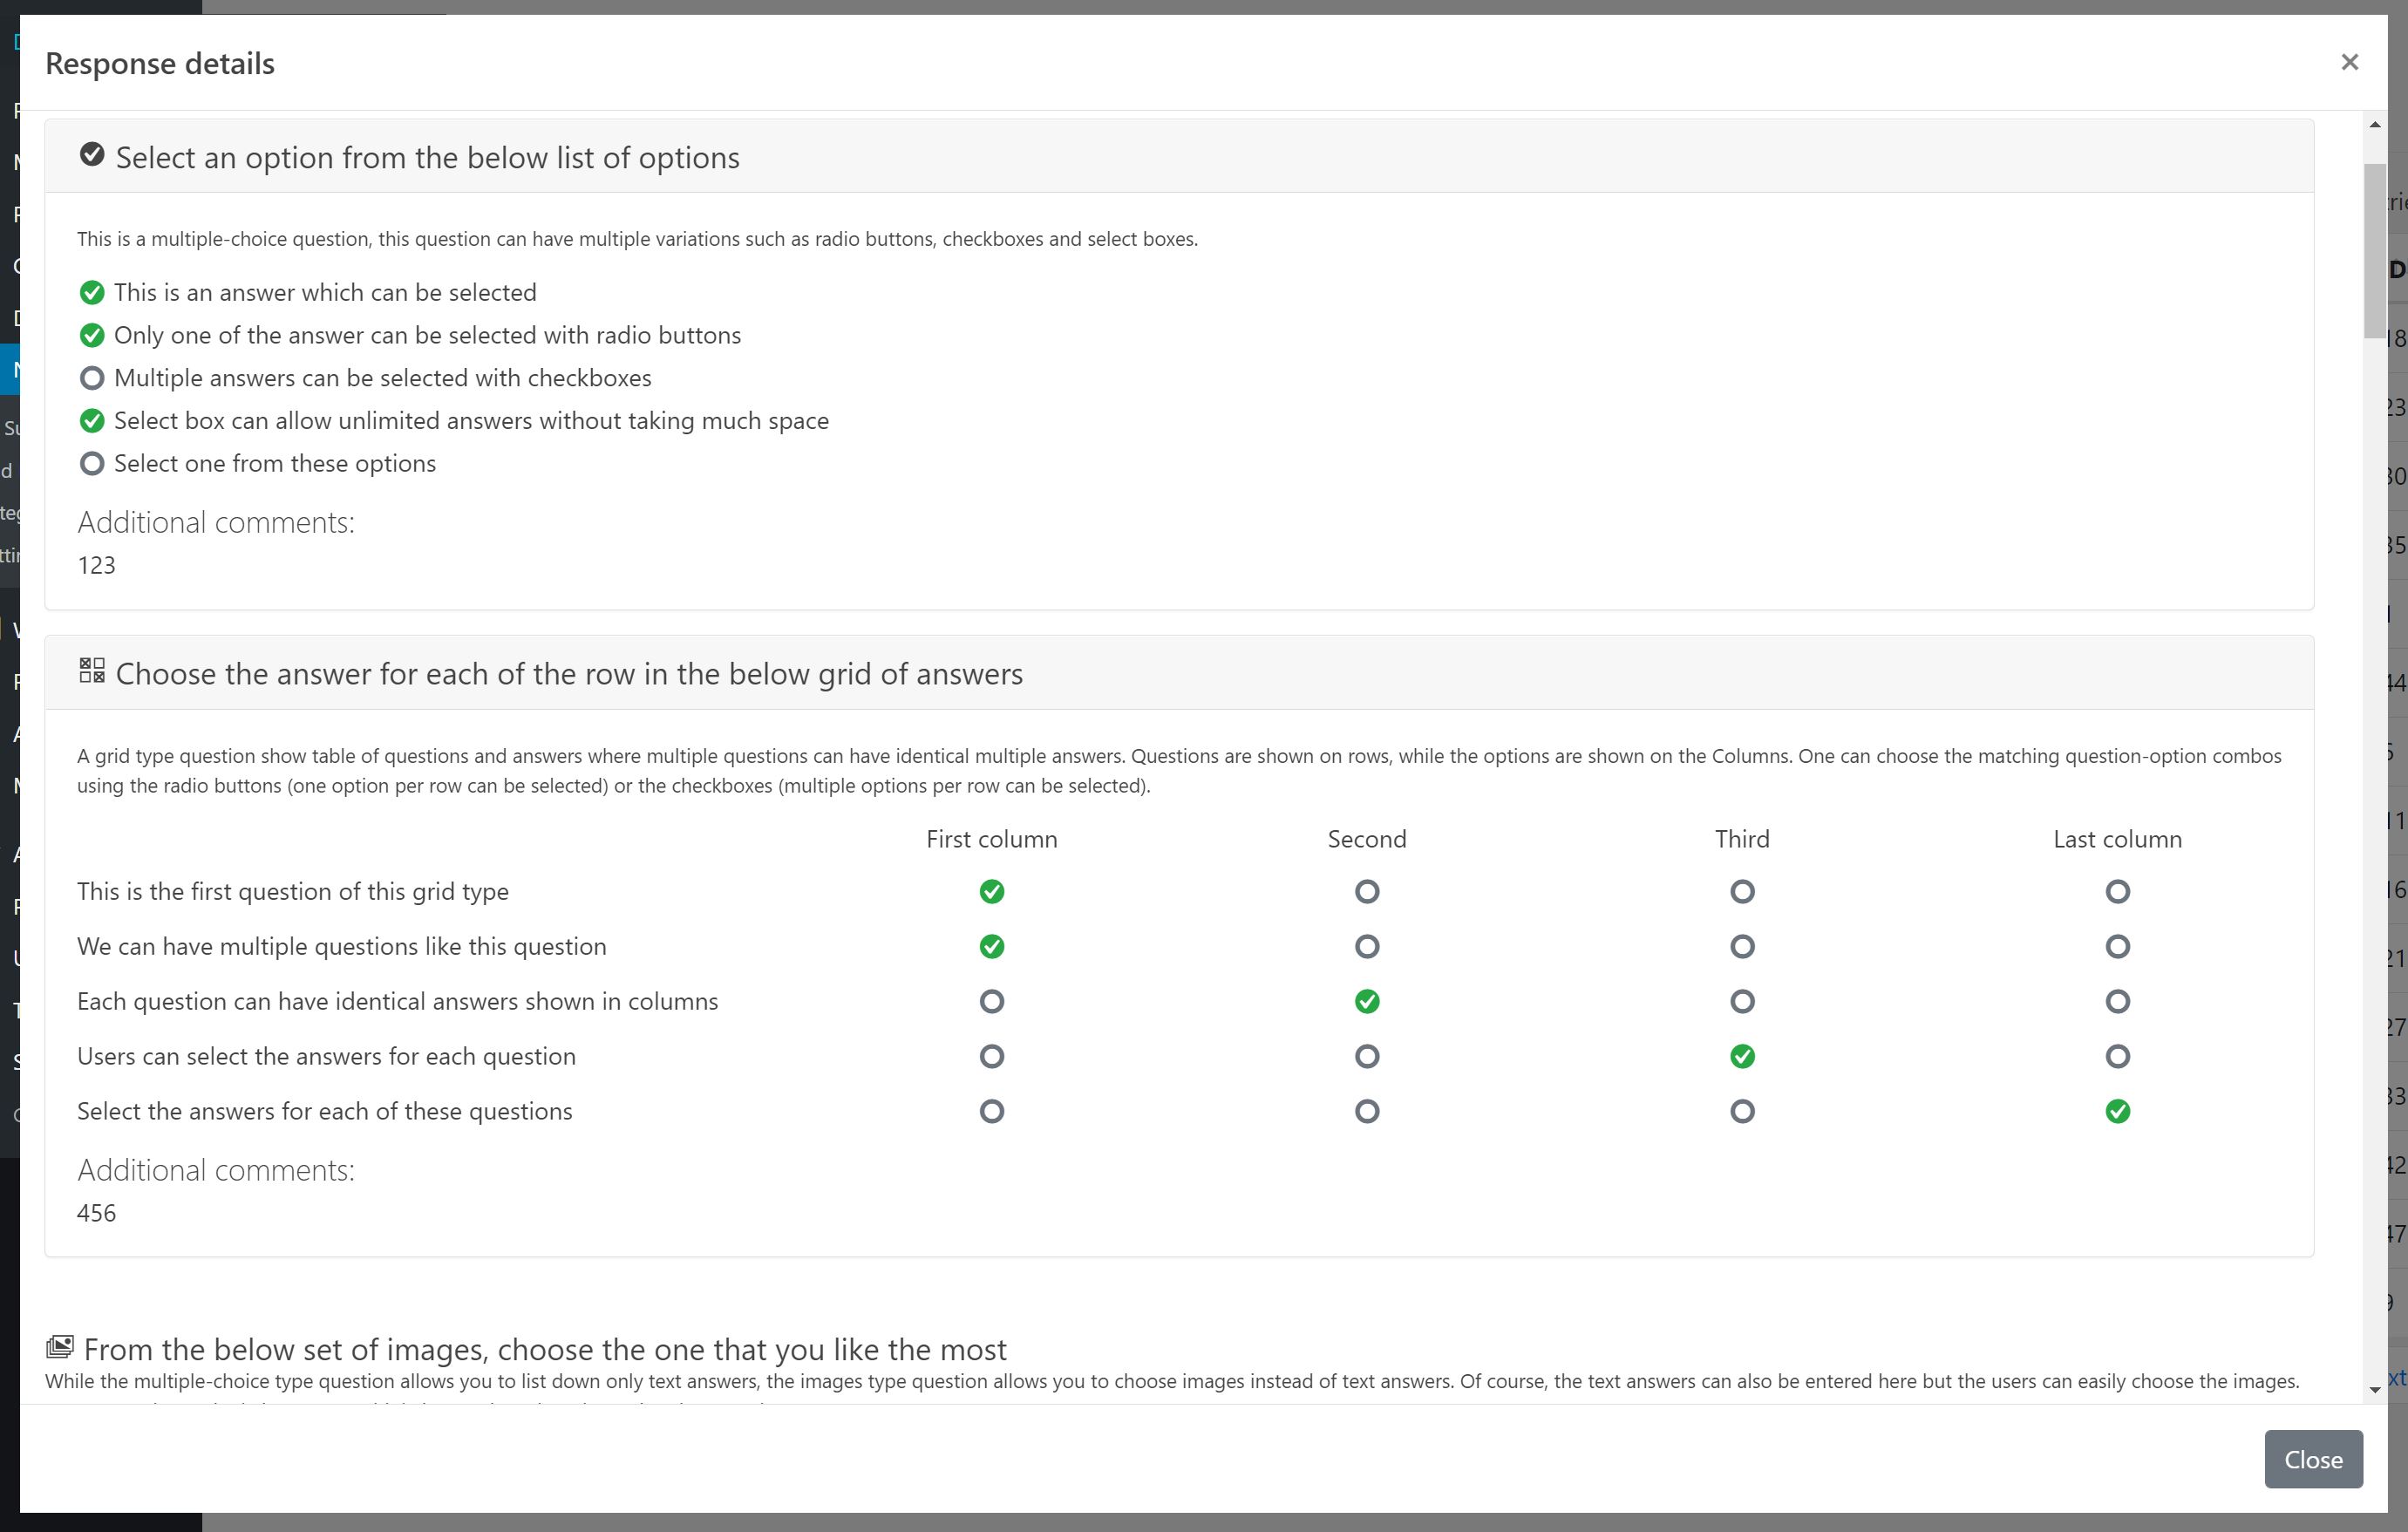 Response details
×
Select an option from the below list of options
This is a multiple-choice question, this question can have multiple variations such as radio buttons, checkboxes and select boxes.
This is an answer which can be selected
Only one of the answer can be selected with radio buttons
Multiple answers can be selected with checkboxes
Select box can allow unlimited answers without taking much space
Select one from these options
Additional comments:
123
Choose the answer for each of the row in the below grid of answers
A grid type question show table of questions and answers where multiple questions can have identical multiple answers. Questions are shown on rows, while the options are shown on the Columns. One can choose the matching question-option combos
using the radio buttons (one option per row can be selected) or the checkboxes (multiple options per row can be selected).
First column Second Third Last column
This is the first question of this grid type
We can have multiple questions like this question
Each question can have identical answers shown in columns
Users can select the answers for each question
Select the answers for each of these questions
Additional comments:
456
From the below set of images, choose the one that you like the most
While the multiple-choice type question allows you to list down only text answers, the images type question allows you to choose images instead of text answers. Of course, the text answers can also be entered here but the users can easily choose the images.
Close